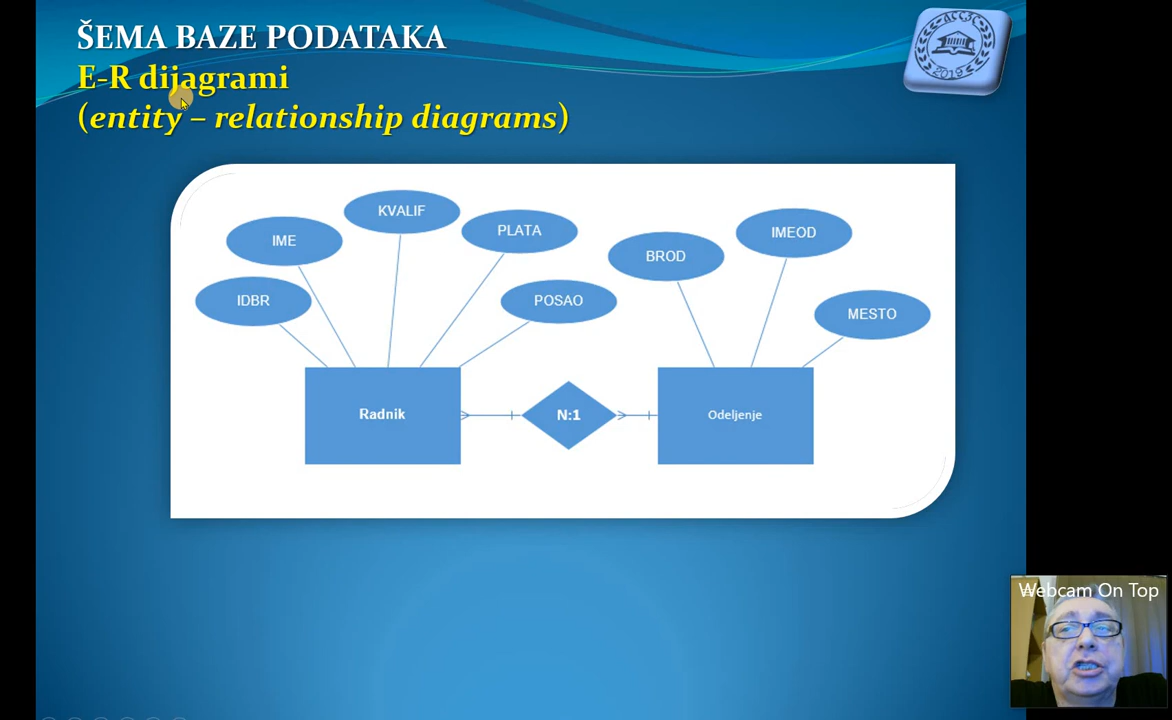 ŠEMA BAZE PODATAKA
E-R dijagrami
(entity – relationship diagrams)
KVALIF
IME
PLATA
IMEOD
BROD
IDBR
POSAO
MESTO
Radnik
N:1
Odeljenje
2019
Webcam On Top